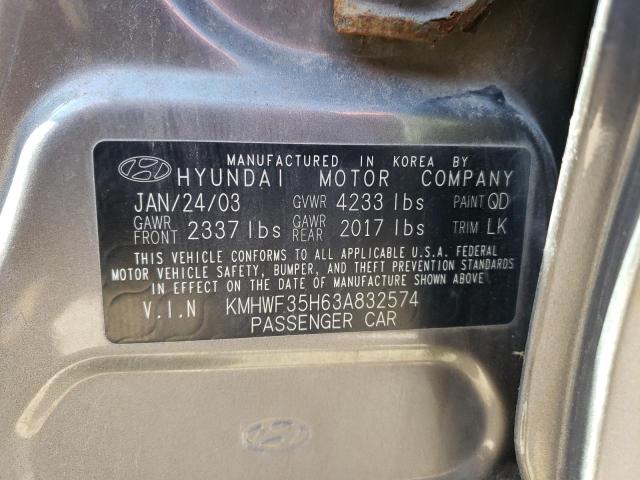 MANUFACTURED IN KOREA BY
HYUNDAI MOTOR COMPANY
JAN/24/03 GVWR 4233 lbs PAINT QD
GAWR FRONT 2337 lbs GAWR REAR 2017 lbs TRIM LK
THIS VEHICLE CONFORMS TO ALL APPLICABLE U.S.A. FEDERAL
MOTOR VEHICLE SAFETY, BUMPER, AND THEFT PREVENTION STANDARDS
IN EFFECT ON THE DATE OF MANUFACTURE SHOWN ABOVE
V.I.N KMHWF35H63A832574
PASSENGER CAR